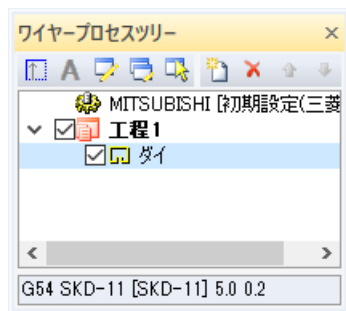 ワイヤープロセスツリー
A
MITSUBISHI [初期設定(三菱
工程1
ダイ
G54 SKD-11 [SKD-11] 5.0 0.2